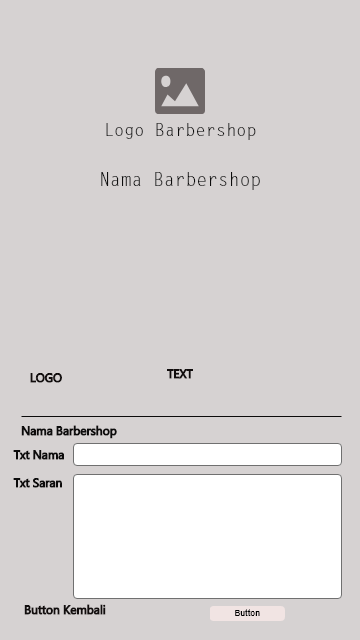 Logo Barbershop
Nama Barbershop
LOGO
TEXT
Nama Barbershop
Txt Nama
Txt Saran
Button Kembali
Button